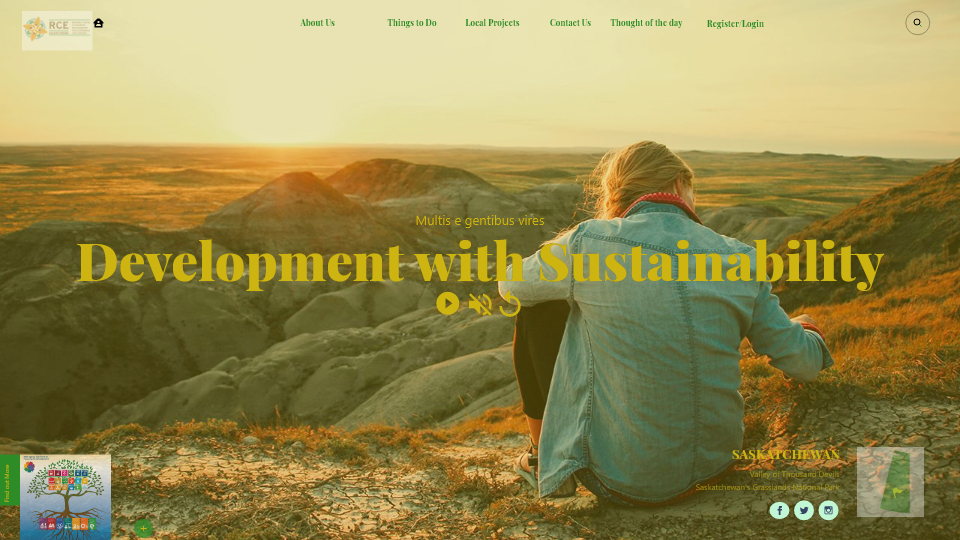 RCE
About Us
Things to Do
Local Projects
Contact Us
Thought of the day
Register/Login
Multis e gentibus vires
Development with Sustainability
Find out More
SASKATCHEWAN
Valley of Thousand Devils
Saskatchewan's Grasslands National Park